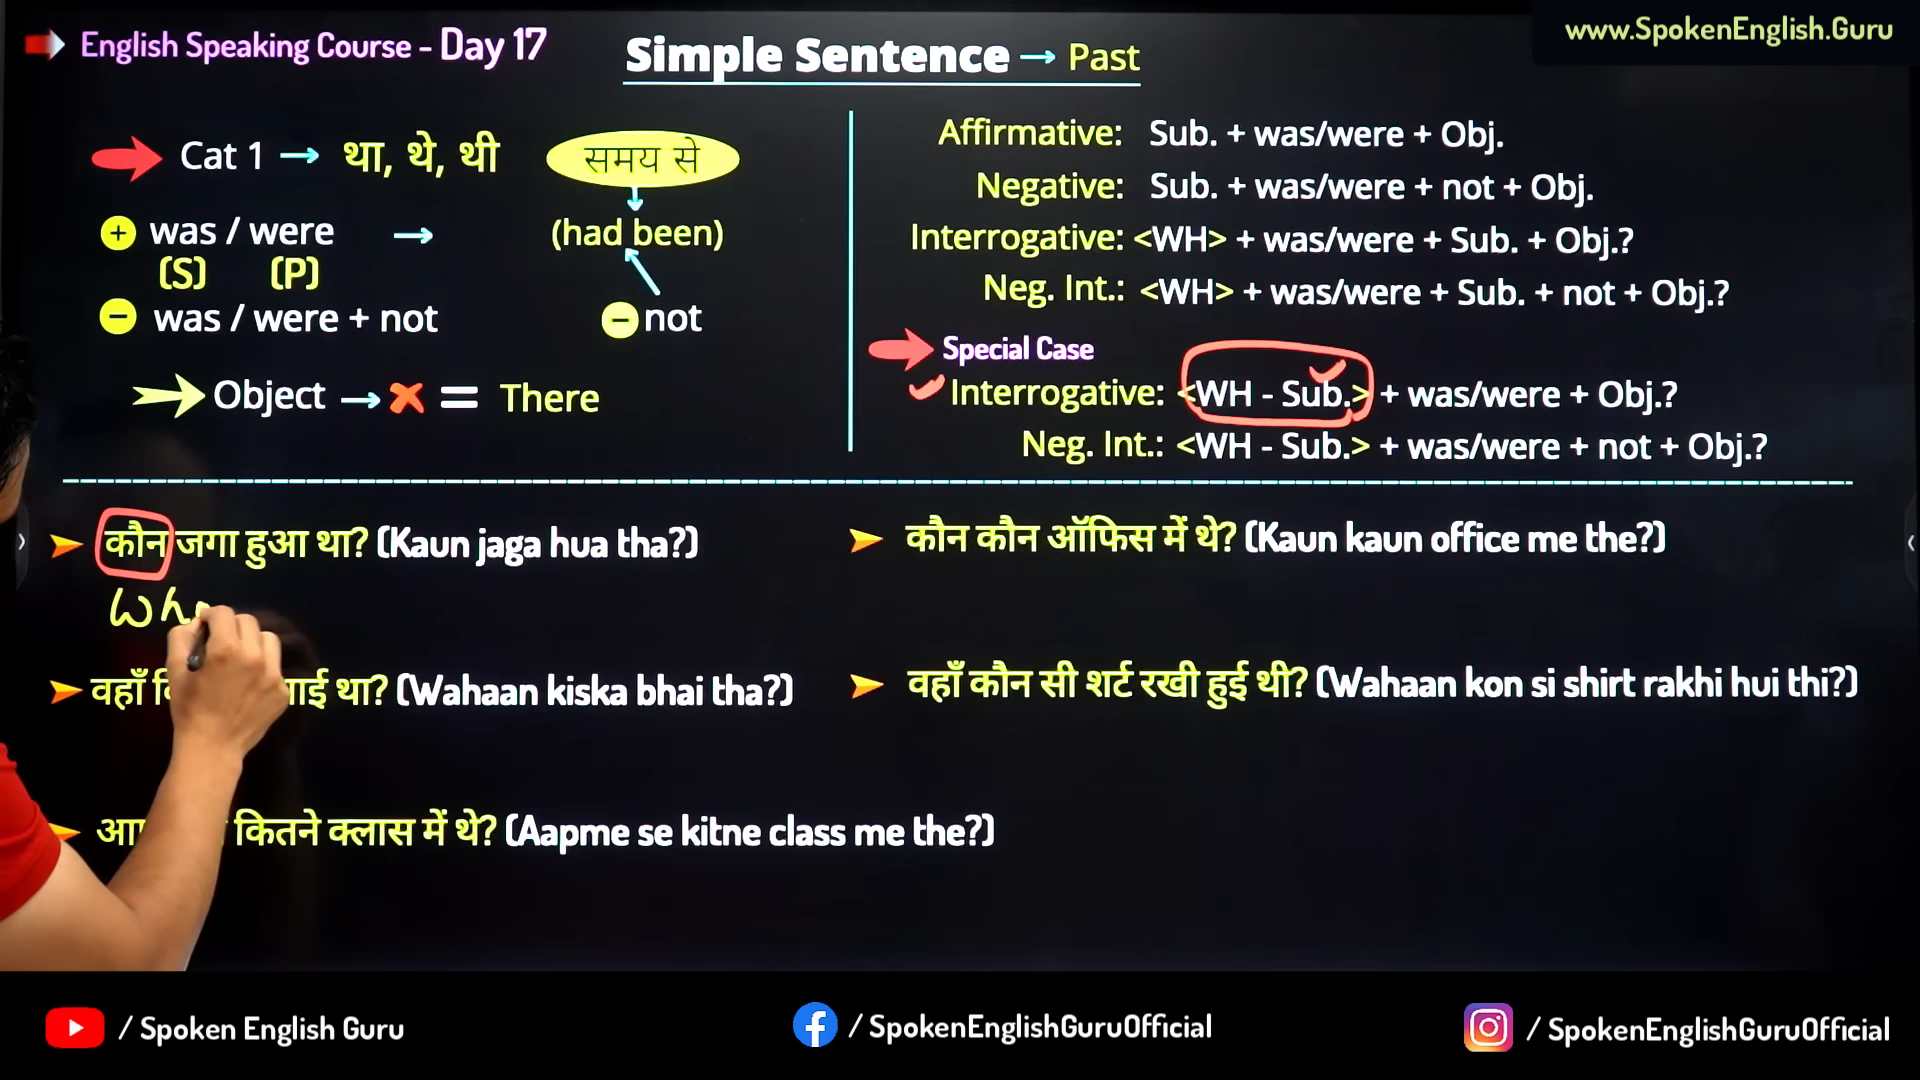 English Speaking Course - Day 17
Simple Sentence → Past
www.SpokenEnglish.Guru
Cat 1 → था, थे, थी
समय से
+ was / were →
(had been)
(S) (P)
− was / were + not
− not
Object → ✗ = There
Affirmative: Sub. + was/were + Obj.
Negative: Sub. + was/were + not + Obj.
Interrogative: <WH> + was/were + Sub. + Obj.?
Neg. Int.: <WH> + was/were + Sub. + not + Obj.?
Special Case
Interrogative: <WH - Sub.> + was/were + Obj.?
Neg. Int.: <WH - Sub.> + was/were + not + Obj.?
कौन जगा हुआ था? (Kaun jaga hua tha?)
Wh
कौन कौन ऑफिस में थे? (Kaun kaun office me the?)
वहाँ था? (Wahaan kiska bhai tha?)
वहाँ कौन सी शर्ट रखी हुई थी? (Wahaan kon si shirt rakhi hui thi?)
कितने क्लास में थे? (Aapme se kitne class me the?)
/ Spoken English Guru
/ SpokenEnglishGuruOfficial
/ SpokenEnglishGuruOfficial